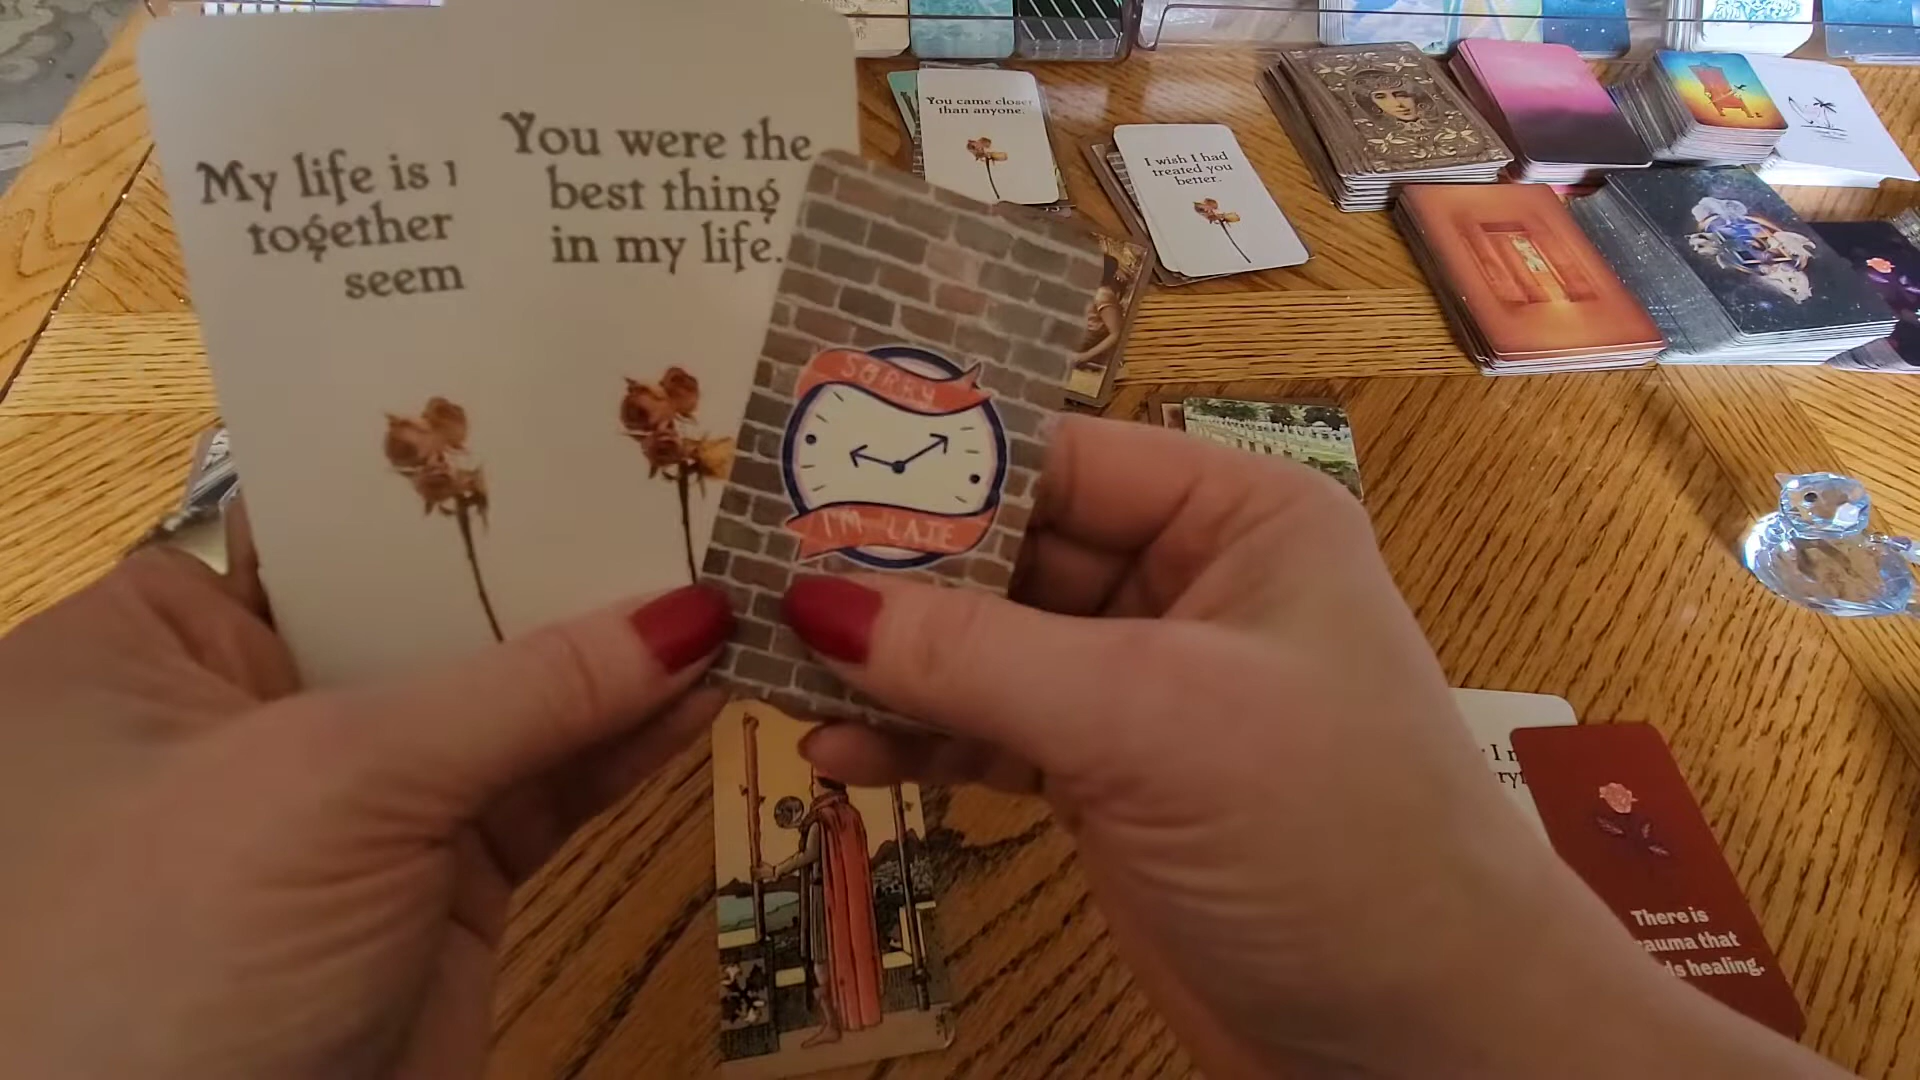 My life is
together
seem
You were the
best thing
in my life.
SORRY
I'M LATE
You came closer
than anyone.
I wish I had
treated you
better.
There is
rauma that
ds healing.